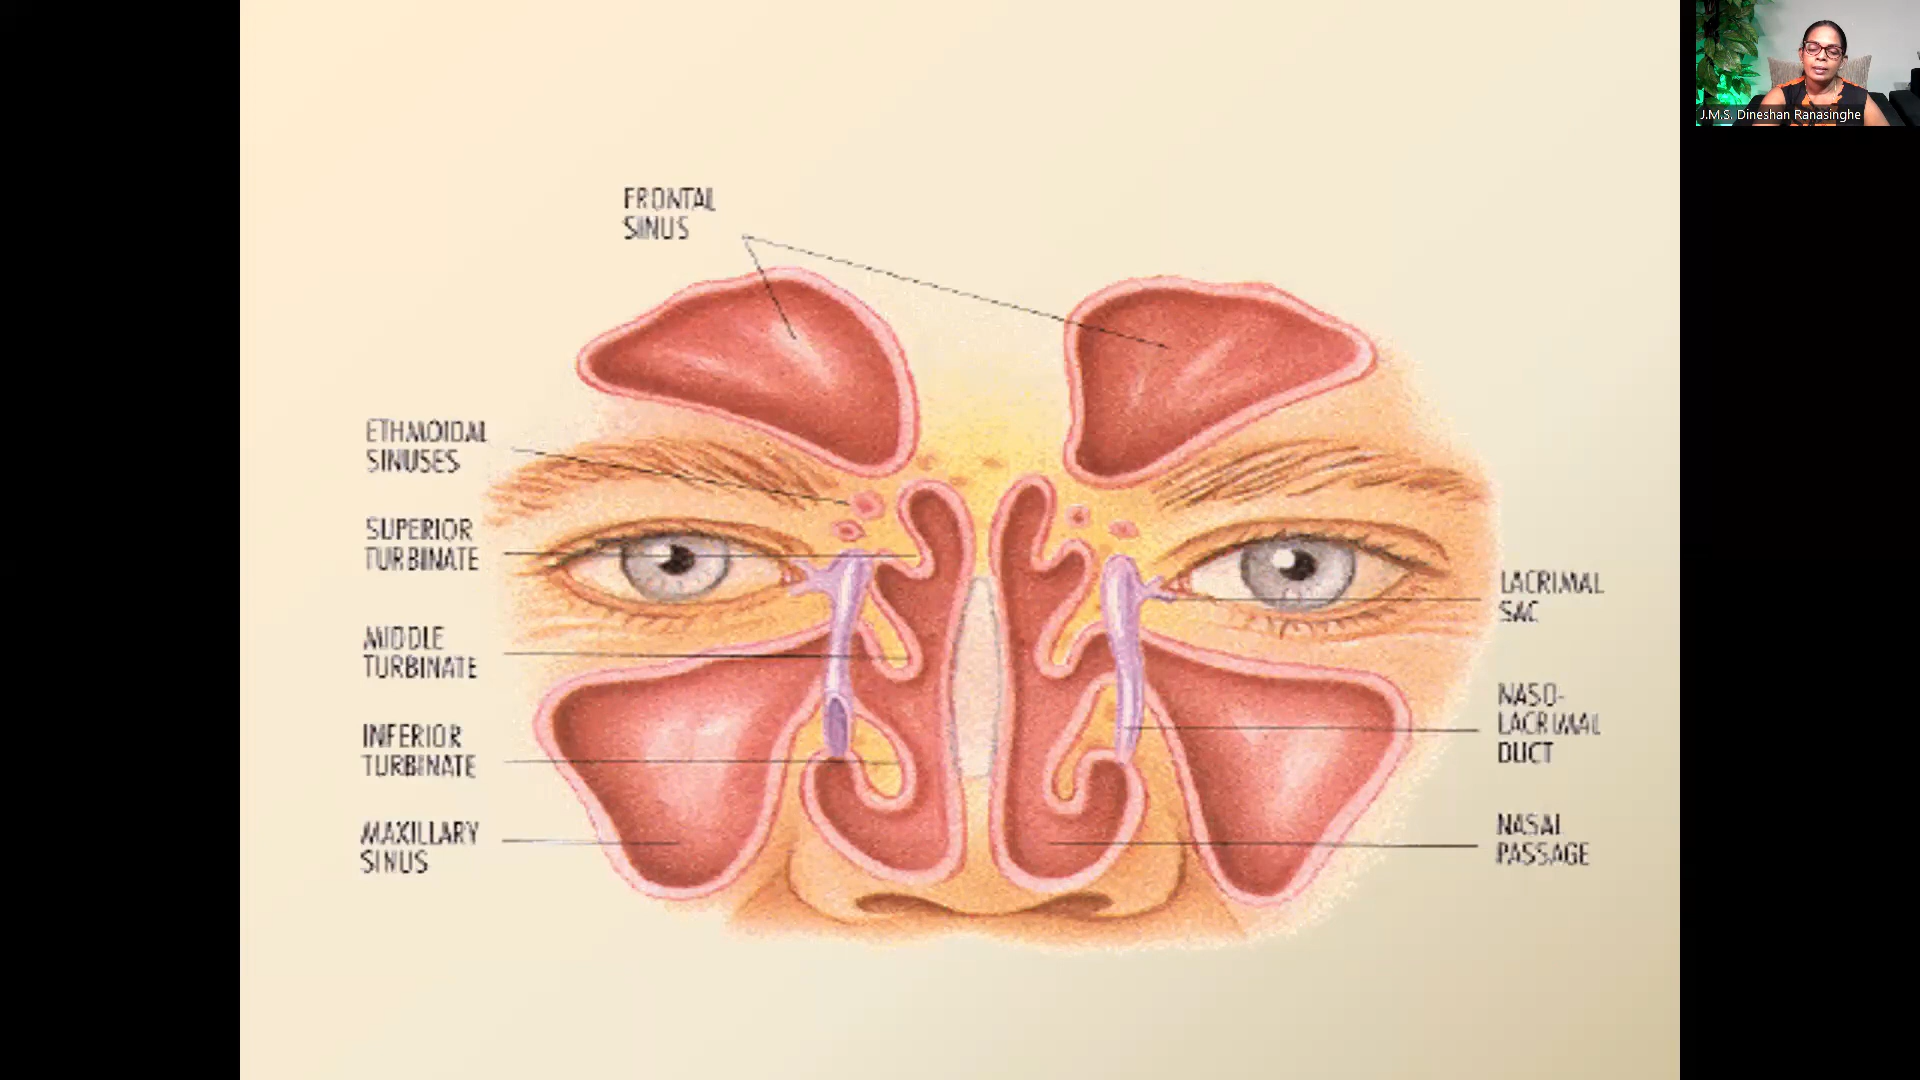 J.M.S. Dineshan Ranasinghe
FRONTAL
SINUS
ETHMOIDAL
SINUSES
SUPERIOR
TURBINATE
MIDDLE
TURBINATE
INFERIOR
TURBINATE
MAXILLARY
SINUS
LACRIMAL
SAC
NASO-
LACRIMAL
DUCT
NASAL
PASSAGE